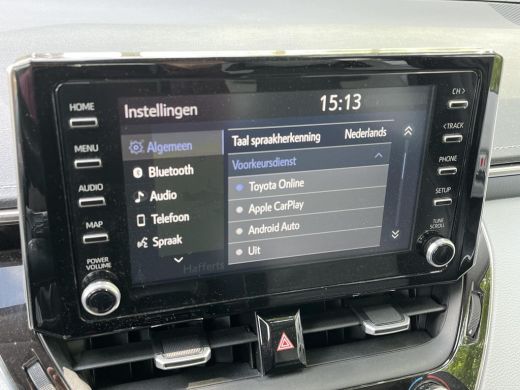 HOME
MENU
AUDIO
MAP
POWER
VOLUME
Instellingen
15:13
Algemeen
Bluetooth
Audio
Telefoon
Spraak
Taal spraakherkenning Nederlands
Voorkeursdienst
Toyota Online
Apple CarPlay
Android Auto
Uit
Hafferts
CH >
< TRACK
PHONE
SETUP
TUNE
SCROLL